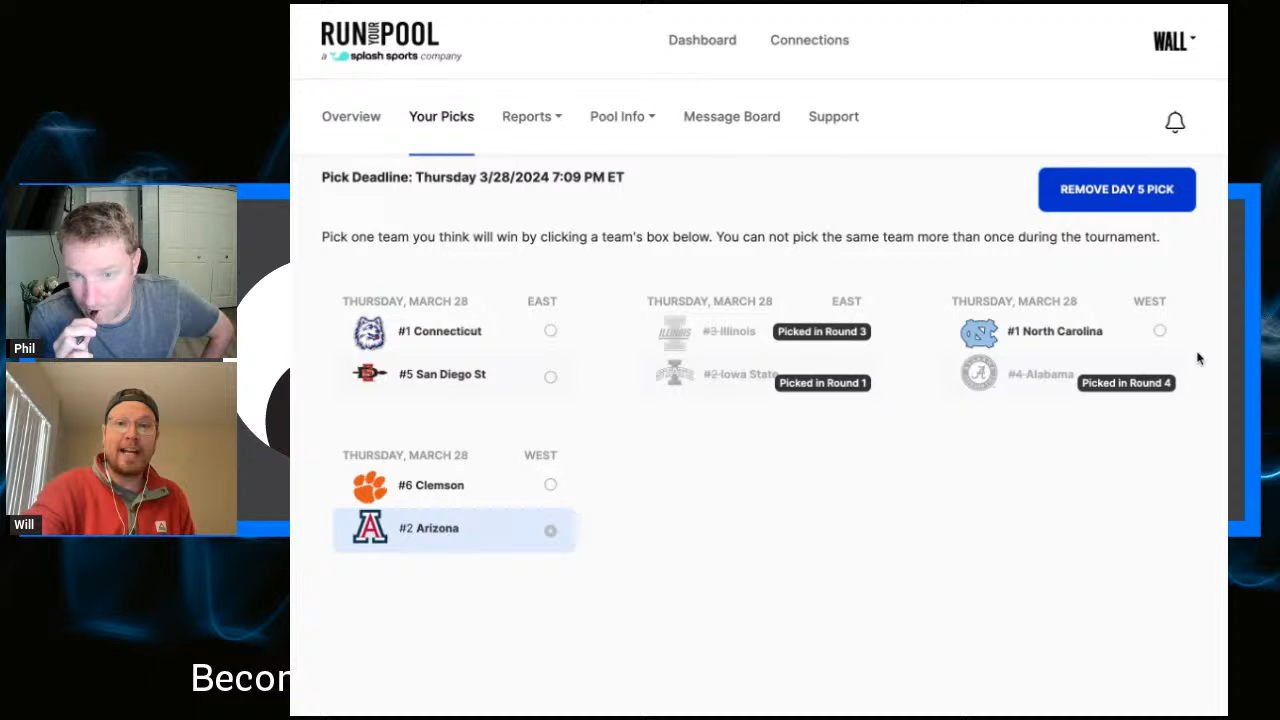 RUN YOUR POOL
a splash sports company
Dashboard
Connections
WALL
Overview
Your Picks
Reports
Pool Info
Message Board
Support
Pick Deadline: Thursday 3/28/2024 7:09 PM ET
REMOVE DAY 5 PICK
Pick one team you think will win by clicking a team's box below. You can not pick the same team more than once during the tournament.
THURSDAY, MARCH 28 EAST
#1 Connecticut
#5 San Diego St
THURSDAY, MARCH 28 EAST
ILLINOIS #3 Illinois Picked in Round 3
#2 Iowa State Picked in Round 1
THURSDAY, MARCH 28 WEST
#1 North Carolina
#4 Alabama Picked in Round 4
THURSDAY, MARCH 28 WEST
#6 Clemson
A #2 Arizona
Phil
Will
Becon